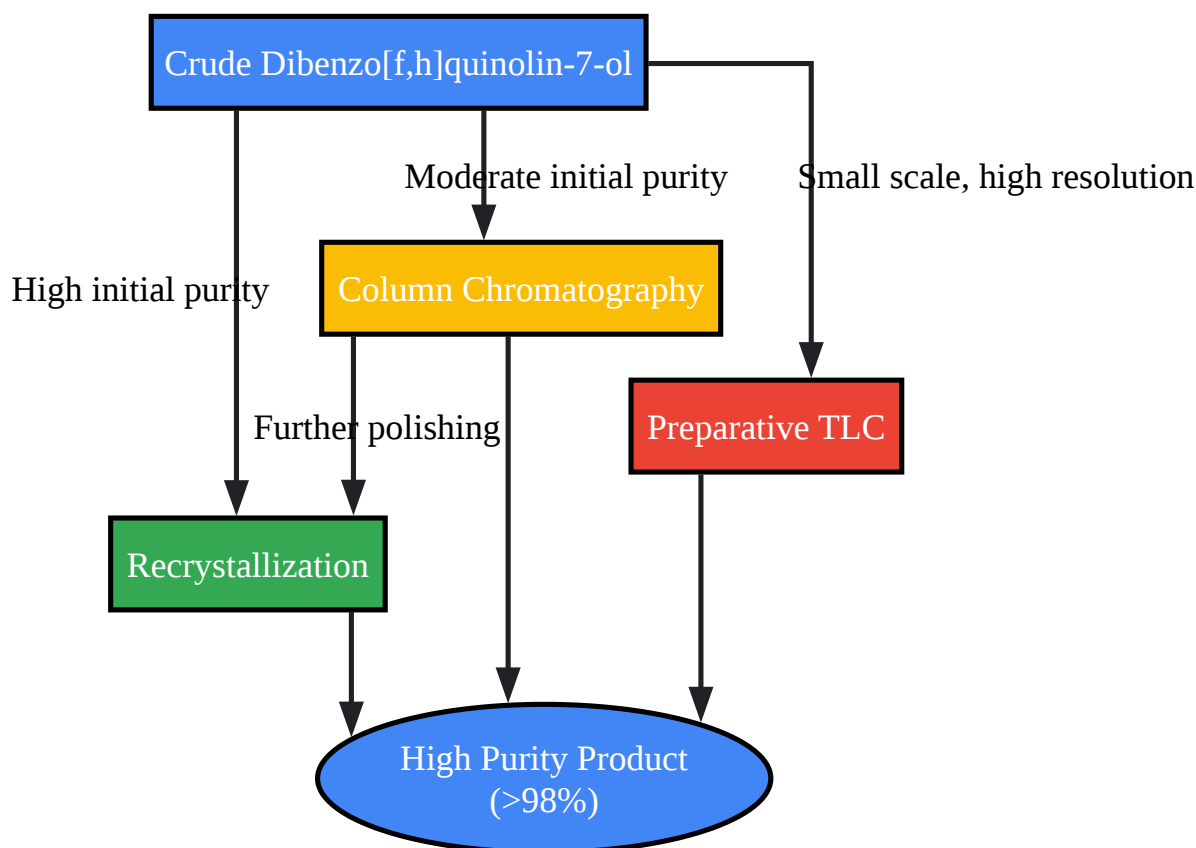 Crude Dibenzo[f,h]quinolin-7-ol
Moderate initial purity
Small scale, high resolution
High initial purity
Column Chromatography
Further polishing
Preparative TLC
Recrystallization
High Purity Product
(>98%)